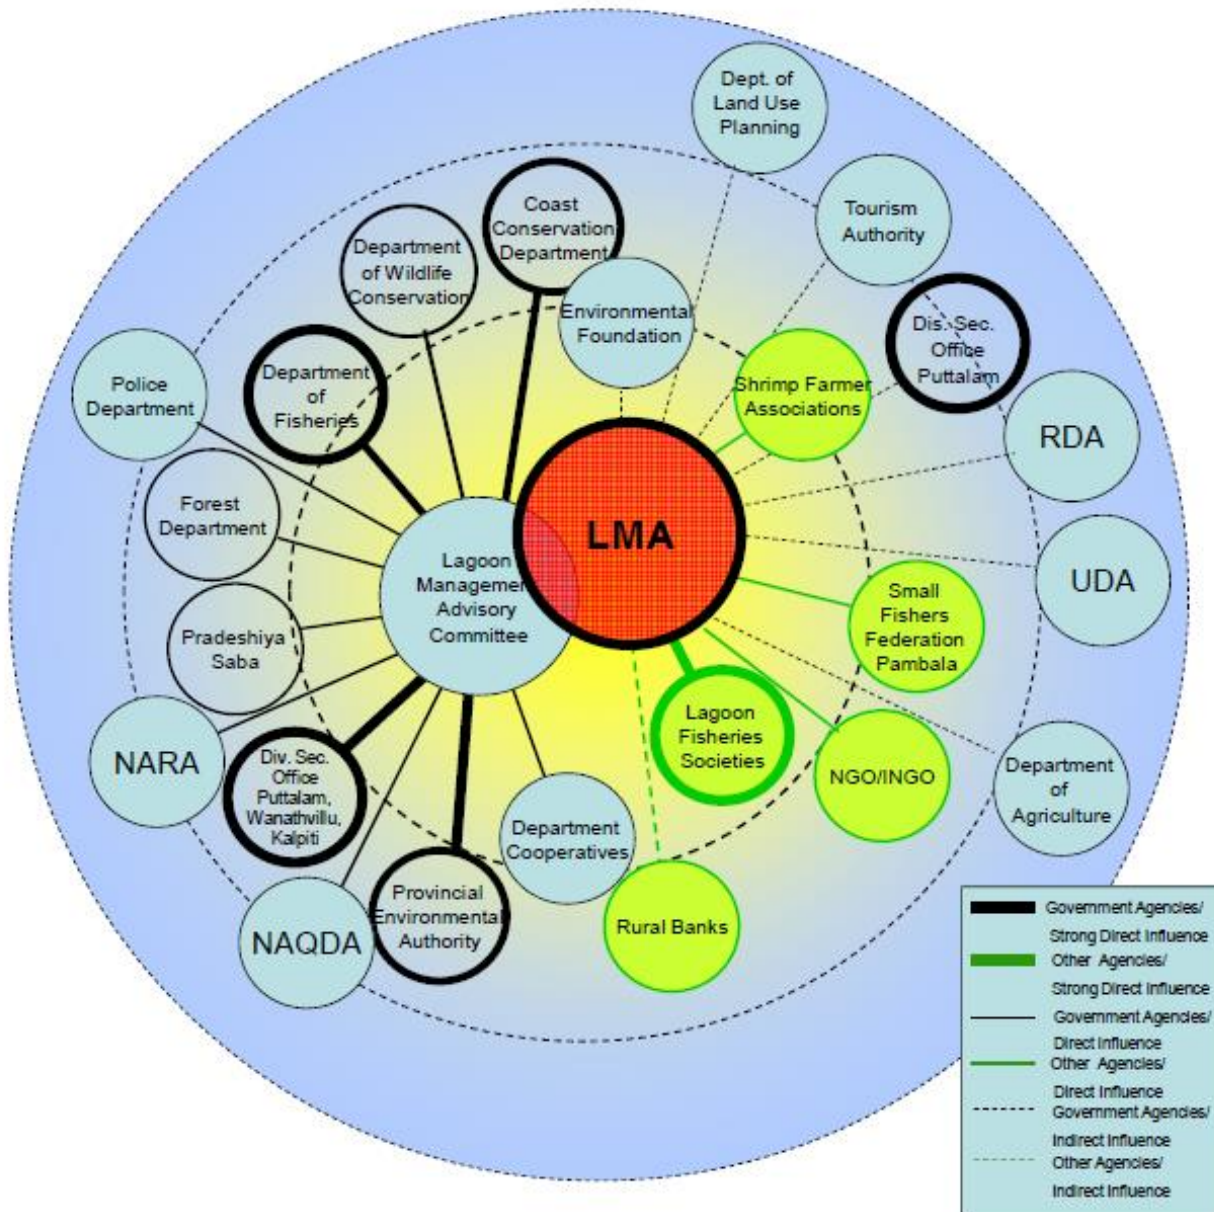 Dept. of
Land Use
Planning
Tourism
Authority
Coast
Conservation
Department
Department
of Wildlife
Conservation
Environmental
Foundation
Dis. Sec.
Office
Puttalam
Police
Department
Department
of
Fisheries
Shrimp Farmer
Associations
RDA
Forest
Department
LMA
Lagoon
Managemen
Advisory
Committee
UDA
Small
Fishers
Federation
Pambala
Pradeshiya
Saba
NARA
Lagoon
Fisheries
Societies
Div. Sec.
Office
Puttalam,
Wanathvillu,
Kalpiti
NGO/INGO
Department
of
Agriculture
Department
Cooperatives
Provincial
Environmental
Authority
NAQDA
Rural Banks
Government Agencies/
Strong Direct Influence
Other Agencies/
Strong Direct Influence
Government Agencies/
Direct Influence
Other Agencies/
Direct Influence
Government Agencies/
Indirect Influence
Other Agencies/
Indirect Influence